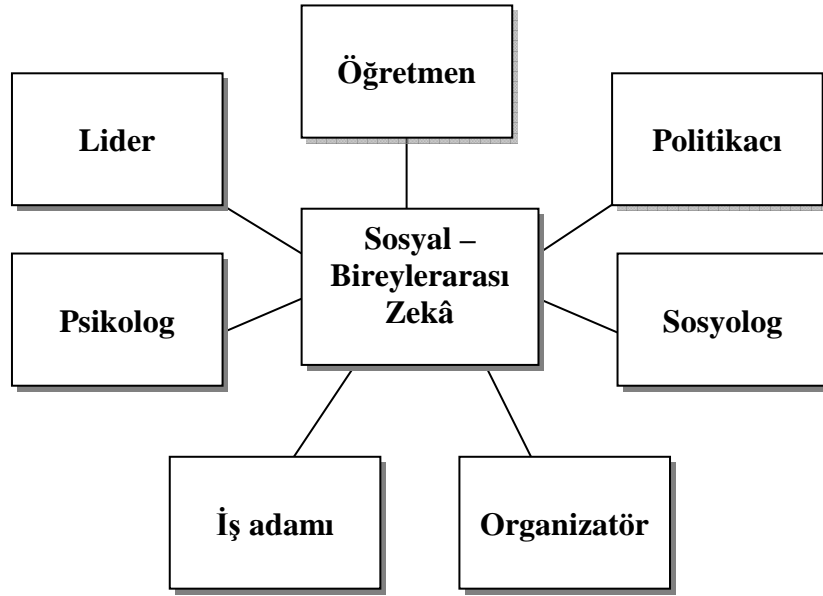 Öğretmen
Lider
Politikacı
Sosyal –
Bireylerarası
Zekâ
Psikolog
Sosyolog
İş adamı
Organizatör